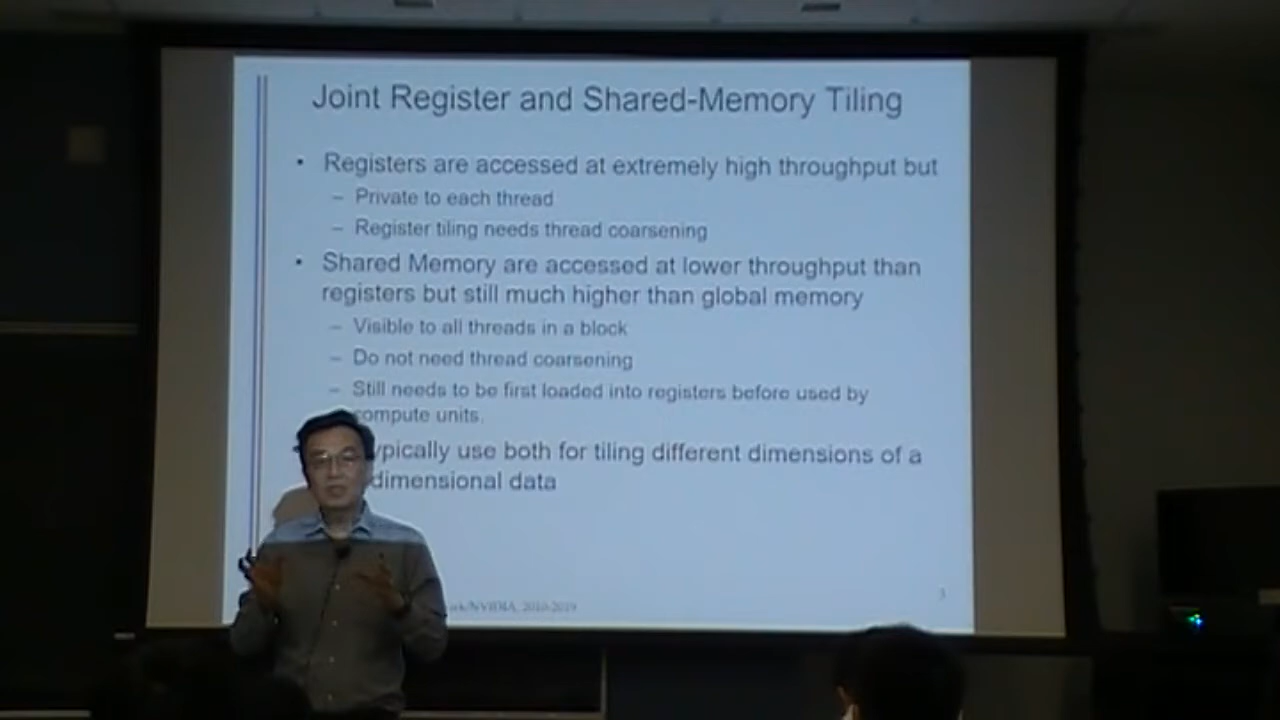 Joint Register and Shared-Memory Tiling
• Registers are accessed at extremely high throughput but
– Private to each thread
– Register tiling needs thread coarsening
• Shared Memory are accessed at lower throughput than
registers but still much higher than global memory
– Visible to all threads in a block
– Do not need thread coarsening
– Still needs to be first loaded into registers before used by
compute units.
use both for tiling different dimensions of a
dimensional data
NVIDIA, 2010-2019
3